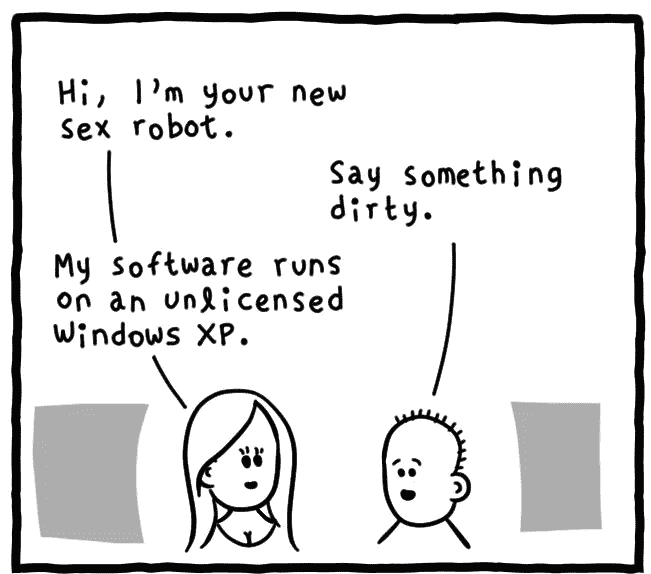 Hi, I'm your new
sex robot.
Say something
dirty.
My software runs
on an unlicensed
Windows XP.